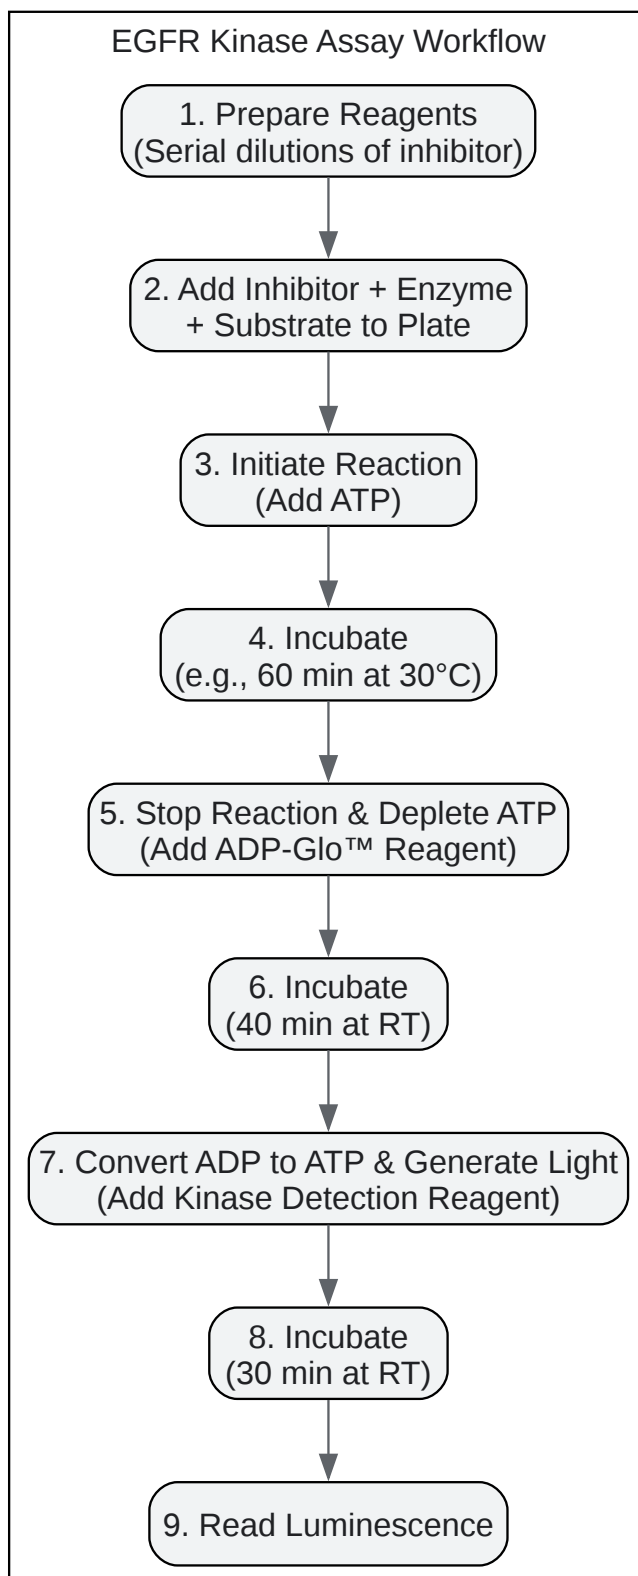 EGFR Kinase Assay Workflow
1. Prepare Reagents
(Serial dilutions of inhibitor)
2. Add Inhibitor + Enzyme
+ Substrate to Plate
3. Initiate Reaction
(Add ATP)
4. Incubate
(e.g., 60 min at 30°C)
5. Stop Reaction & Deplete ATP
(Add ADP-Glo™ Reagent)
6. Incubate
(40 min at RT)
7. Convert ADP to ATP & Generate Light
(Add Kinase Detection Reagent)
8. Incubate
(30 min at RT)
9. Read Luminescence